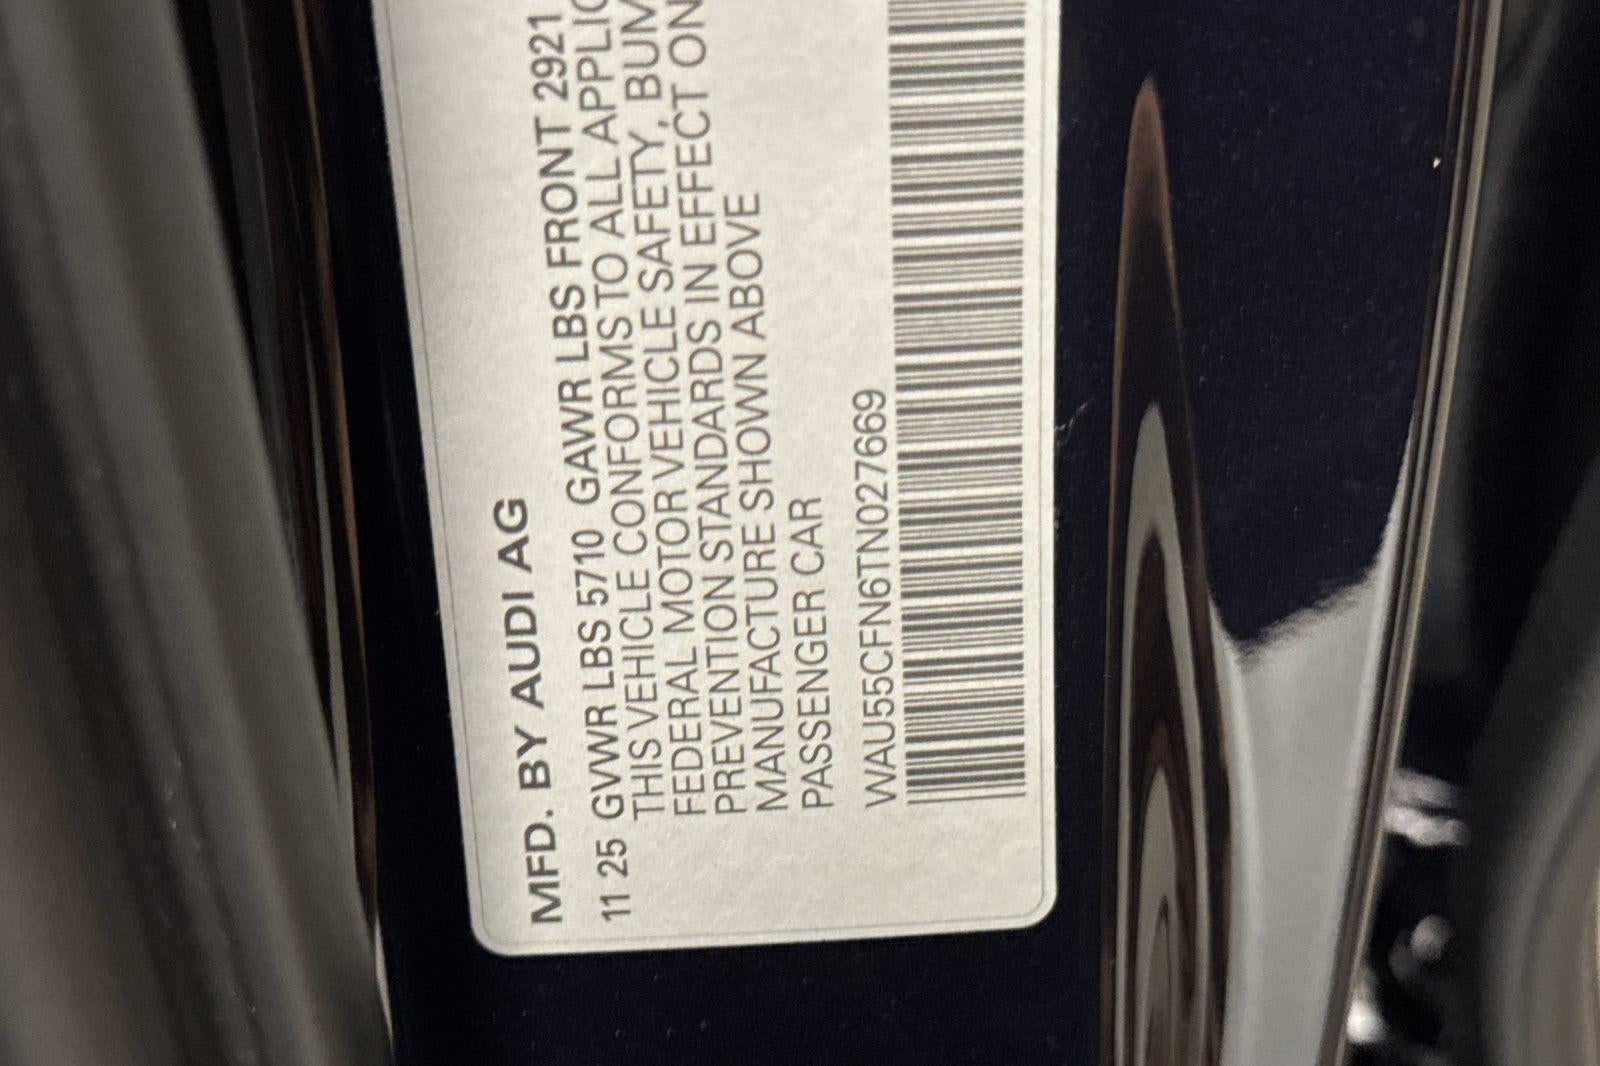 MFD. BY AUDI AG
11 25 GVWR LBS 5710 GAWR LBS FRONT 2921
THIS VEHICLE CONFORMS TO ALL APPLIC
FEDERAL MOTOR VEHICLE SAFETY, BUM
PREVENTION STANDARDS IN EFFECT ON
MANUFACTURE SHOWN ABOVE
PASSENGER CAR
WAU55CFN6TN027669